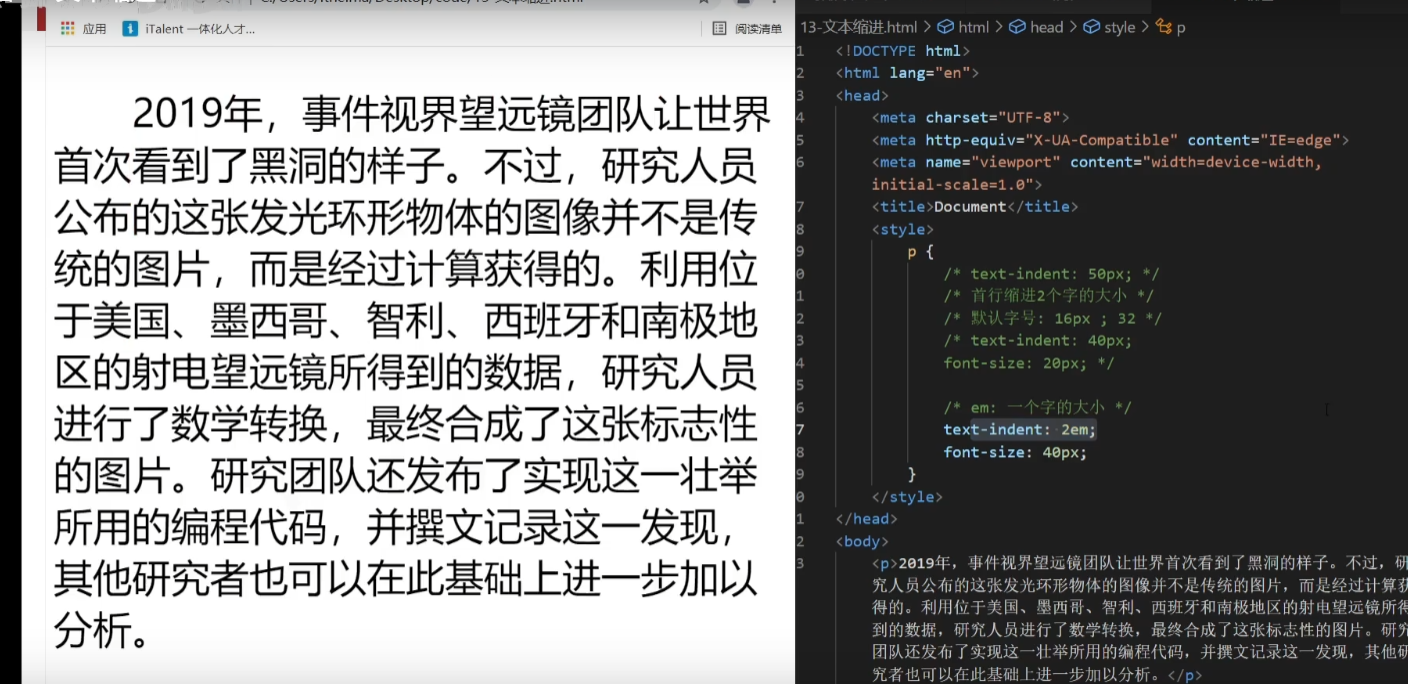 应用 iTalent 一体化人才... 阅读清单
2019年，事件视界望远镜团队让世界
首次看到了黑洞的样子。不过，研究人员
公布的这张发光环形物体的图像并不是传
统的图片，而是经过计算获得的。利用位
于美国、墨西哥、智利、西班牙和南极地
区的射电望远镜所得到的数据，研究人员
进行了数学转换，最终合成了这张标志性
的图片。研究团队还发布了实现这一壮举
所用的编程代码，并撰文记录这一发现，
其他研究者也可以在此基础上进一步加以
分析。
13-文本缩进.html > html > head > style > p
1 <!DOCTYPE html>
2 <html lang="en">
3 <head>
4 <meta charset="UTF-8">
5 <meta http-equiv="X-UA-Compatible" content="IE=edge">
6 <meta name="viewport" content="width=device-width,
initial-scale=1.0">
7 <title>Document</title>
8 <style>
9 p {
0 /* text-indent: 50px; */
1 /* 首行缩进2个字的大小 */
2 /* 默认字号: 16px ; 32 */
3 /* text-indent: 40px;
4 font-size: 20px; */
5
6 /* em: 一个字的大小 */
7 text-indent: 2em;
8 font-size: 40px;
9 }
0 </style>
1 </head>
2 <body>
3 <p>2019年，事件视界望远镜团队让世界首次看到了黑洞的样子。不过，研
究人员公布的这张发光环形物体的图像并不是传统的图片，而是经过计算获
得的。利用位于美国、墨西哥、智利、西班牙和南极地区的射电望远镜所得
到的数据，研究人员进行了数学转换，最终合成了这张标志性的图片。研究
团队还发布了实现这一壮举所用的编程代码，并撰文记录这一发现，其他研
究者也可以在此基础上进一步加以分析。</p>